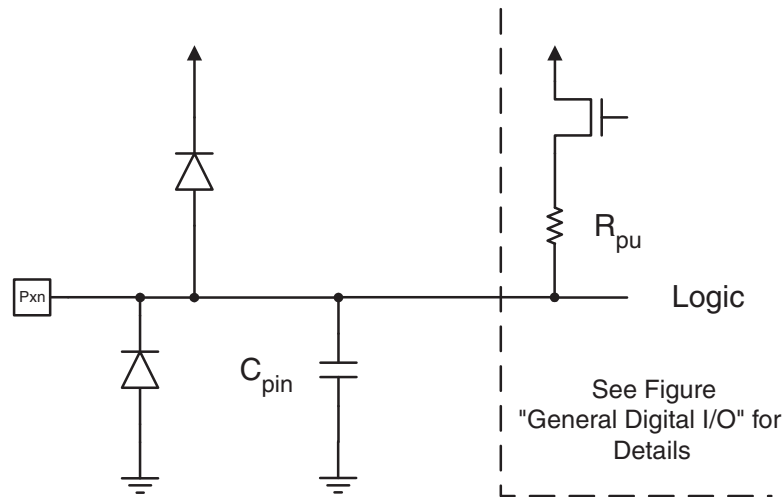 R
pu
Pxn
Logic
C
pin
See Figure
"General Digital I/O" for
Details